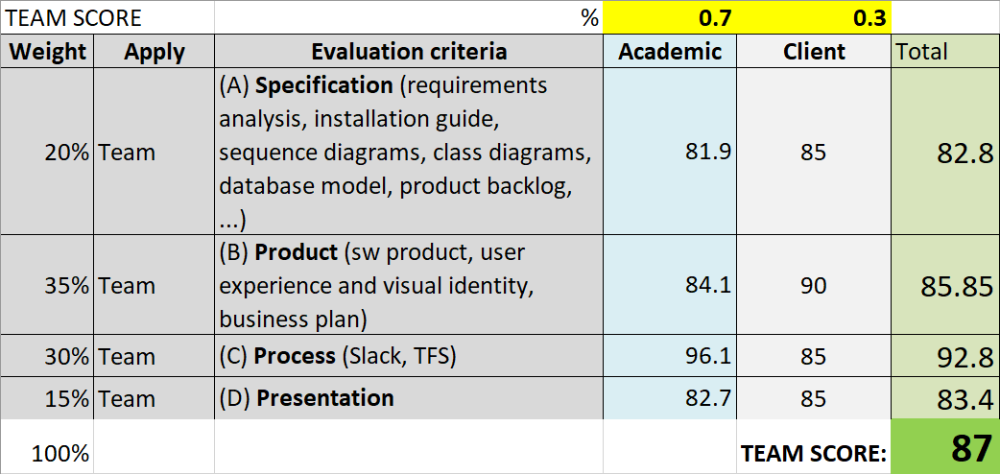 TEAM SCORE % 0.7 0.3
Weight Apply Evaluation criteria Academic Client Total
(A) Specification (requirements
analysis, installation guide,
20% Team sequence diagrams, class diagrams, 81.9 85 82.8
database model, product backlog,
...)
(B) Product (sw product, user
35% Team experience and visual identity, 84.1 90 85.85
business plan)
30% Team (C) Process (Slack, TFS) 96.1 85 92.8
15% Team (D) Presentation 82.7 85 83.4
100% TEAM SCORE: 87